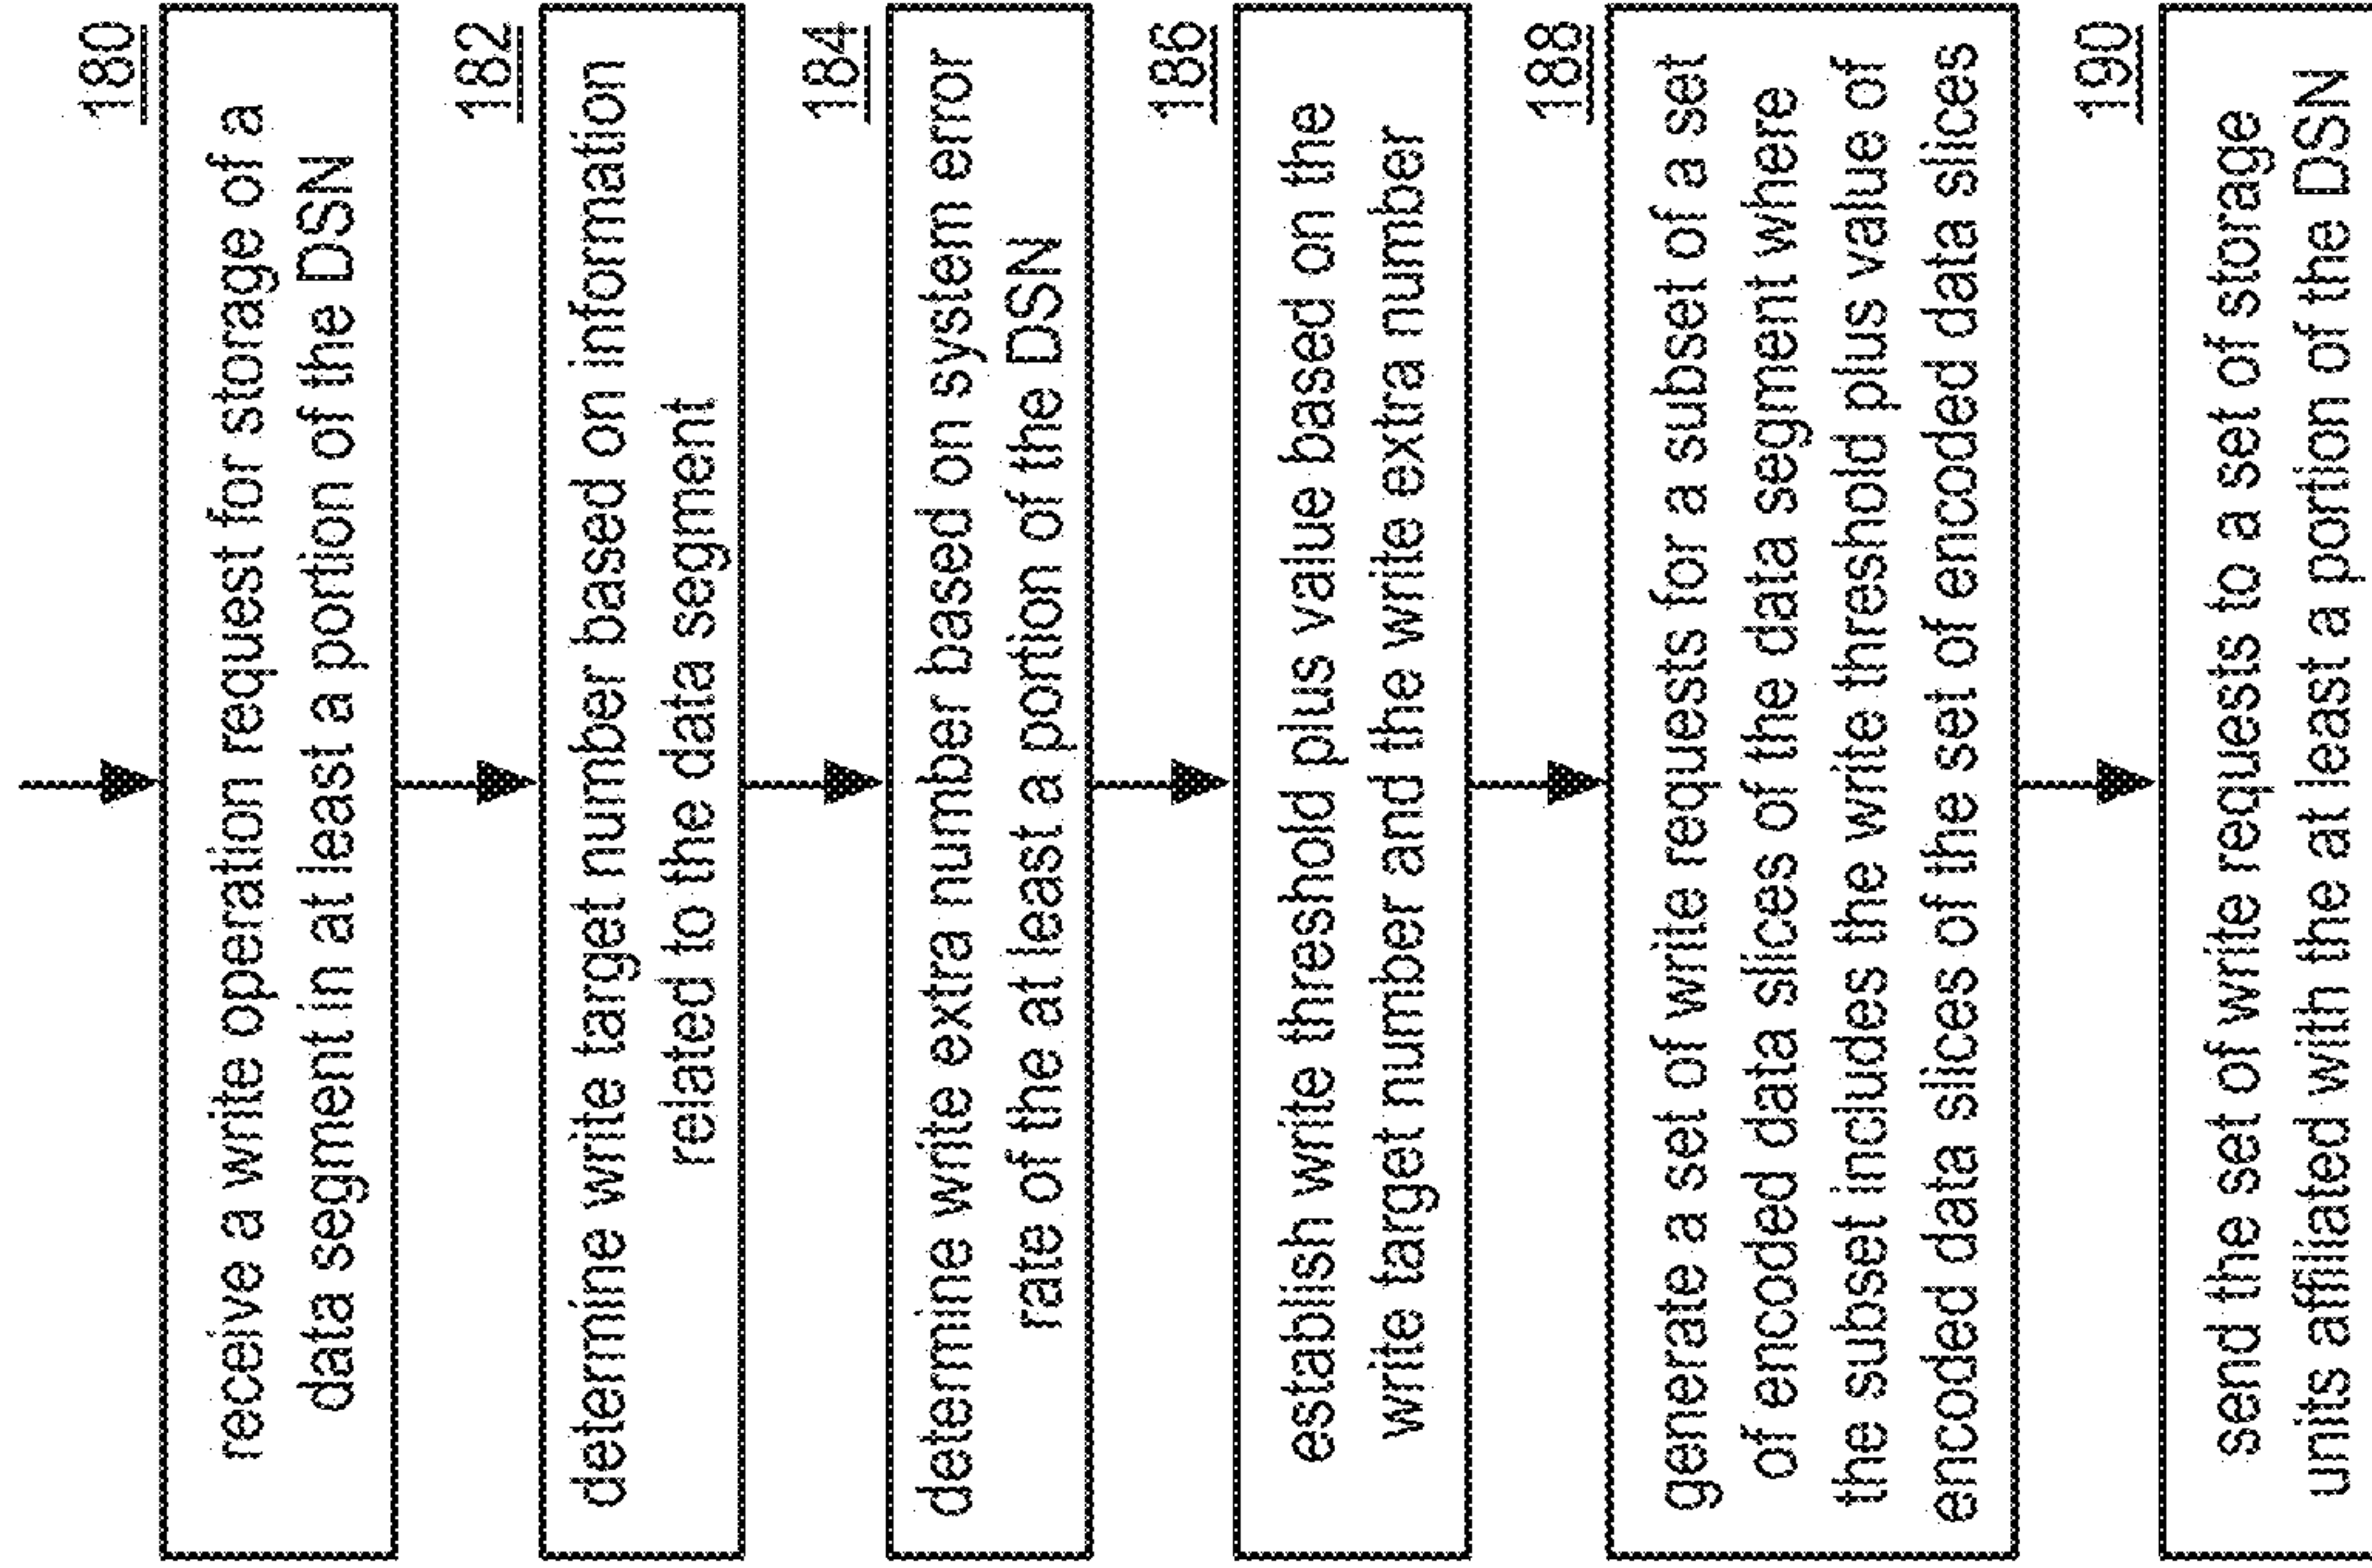 180
receive a write operation request for storage of a
data segment in at least a portion of the DSN
182
determine write target number based on information
related to the data segment
184
determine write extra number based on system error
rate of the at least a portion of the DSN
186
establish write threshold plus value based on the
write target number and the write extra number
188
generate a set of write requests for a subset of a set
of encoded data slices of the data segment where
the subset includes the write threshold plus value of
encoded data slices of the set of encoded data slices
190
send the set of write requests to a set of storage
units affiliated with the at least a portion of the DSN